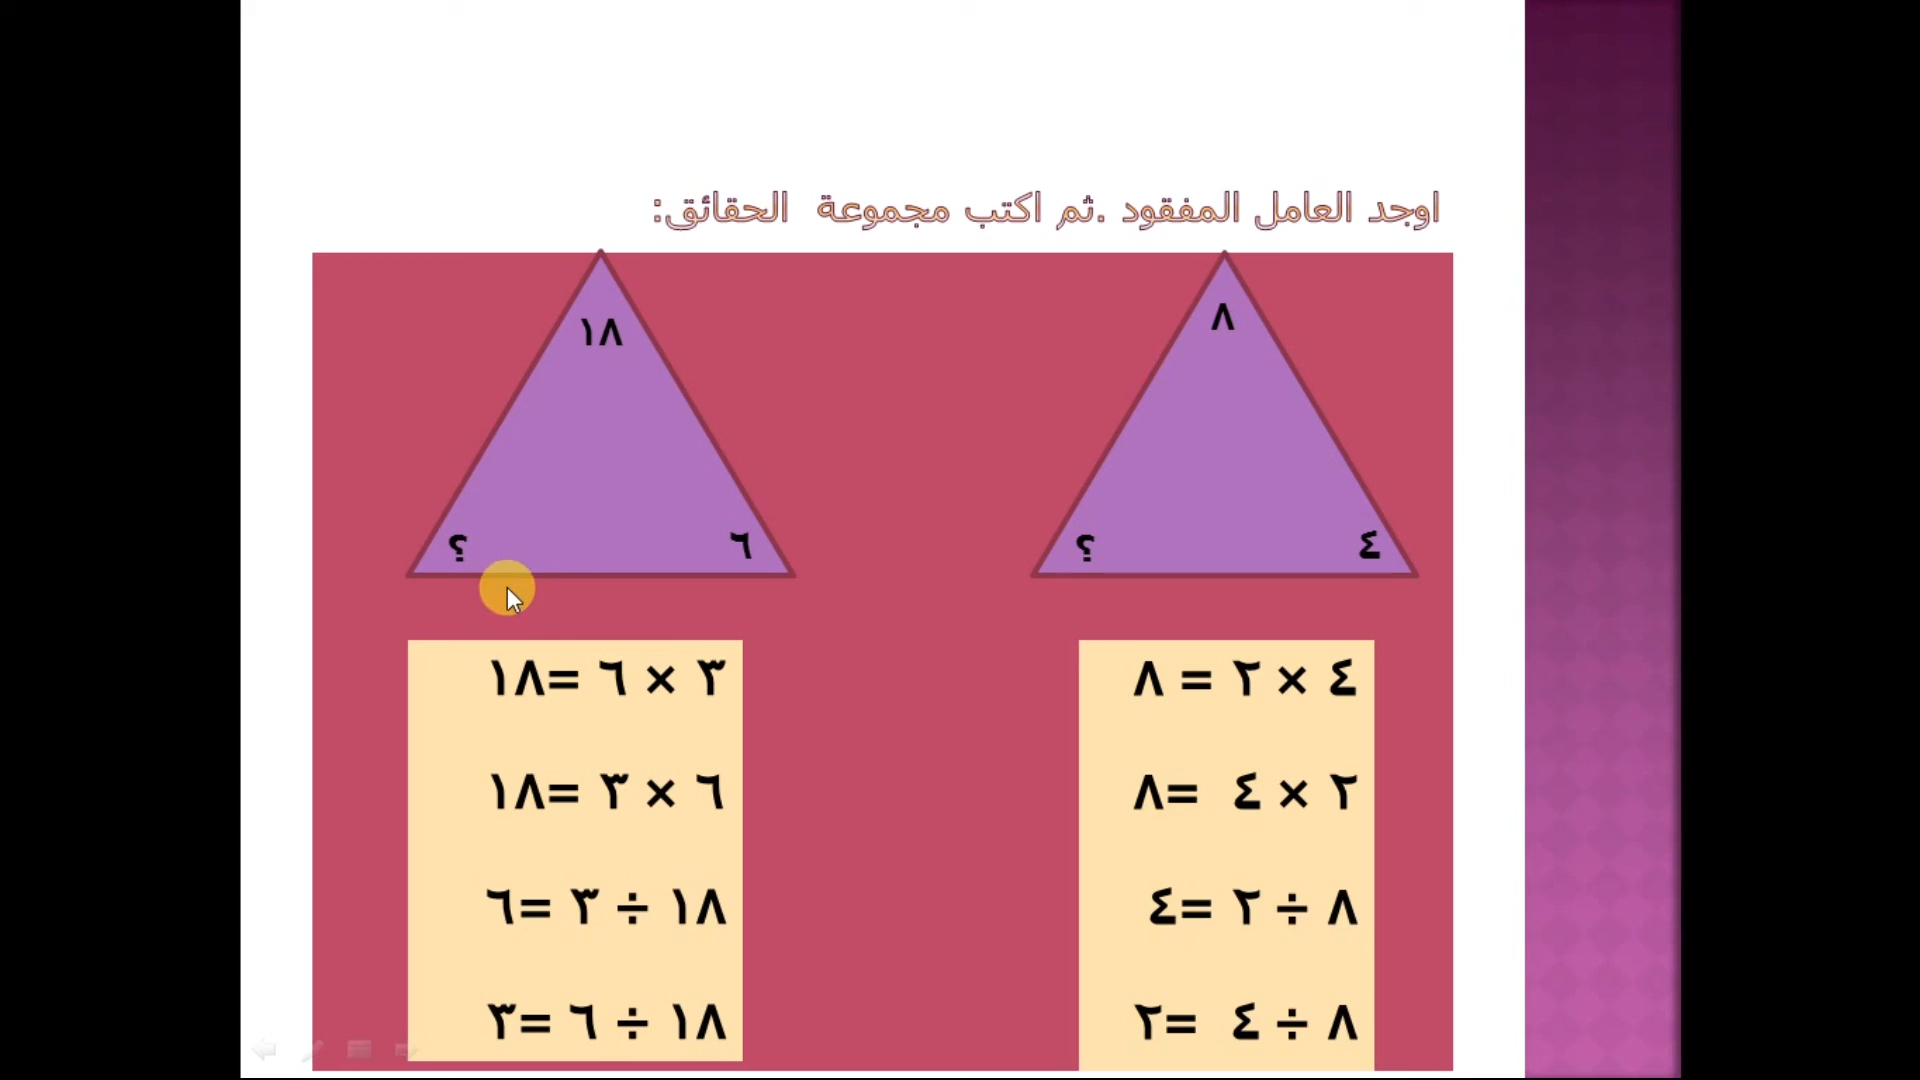 اوجد العامل المفقود .ثم اكتب مجموعة الحقائق:
٨
٤
؟
٤ × ٢ = ٨
٢ × ٤ =٨
٨ ÷ ٢ =٤
٨ ÷ ٤ =٢
١٨
٦
؟
٣ × ٦ =١٨
٦ × ٣ =١٨
١٨ ÷ ٣ =٦
١٨ ÷ ٦ =٣